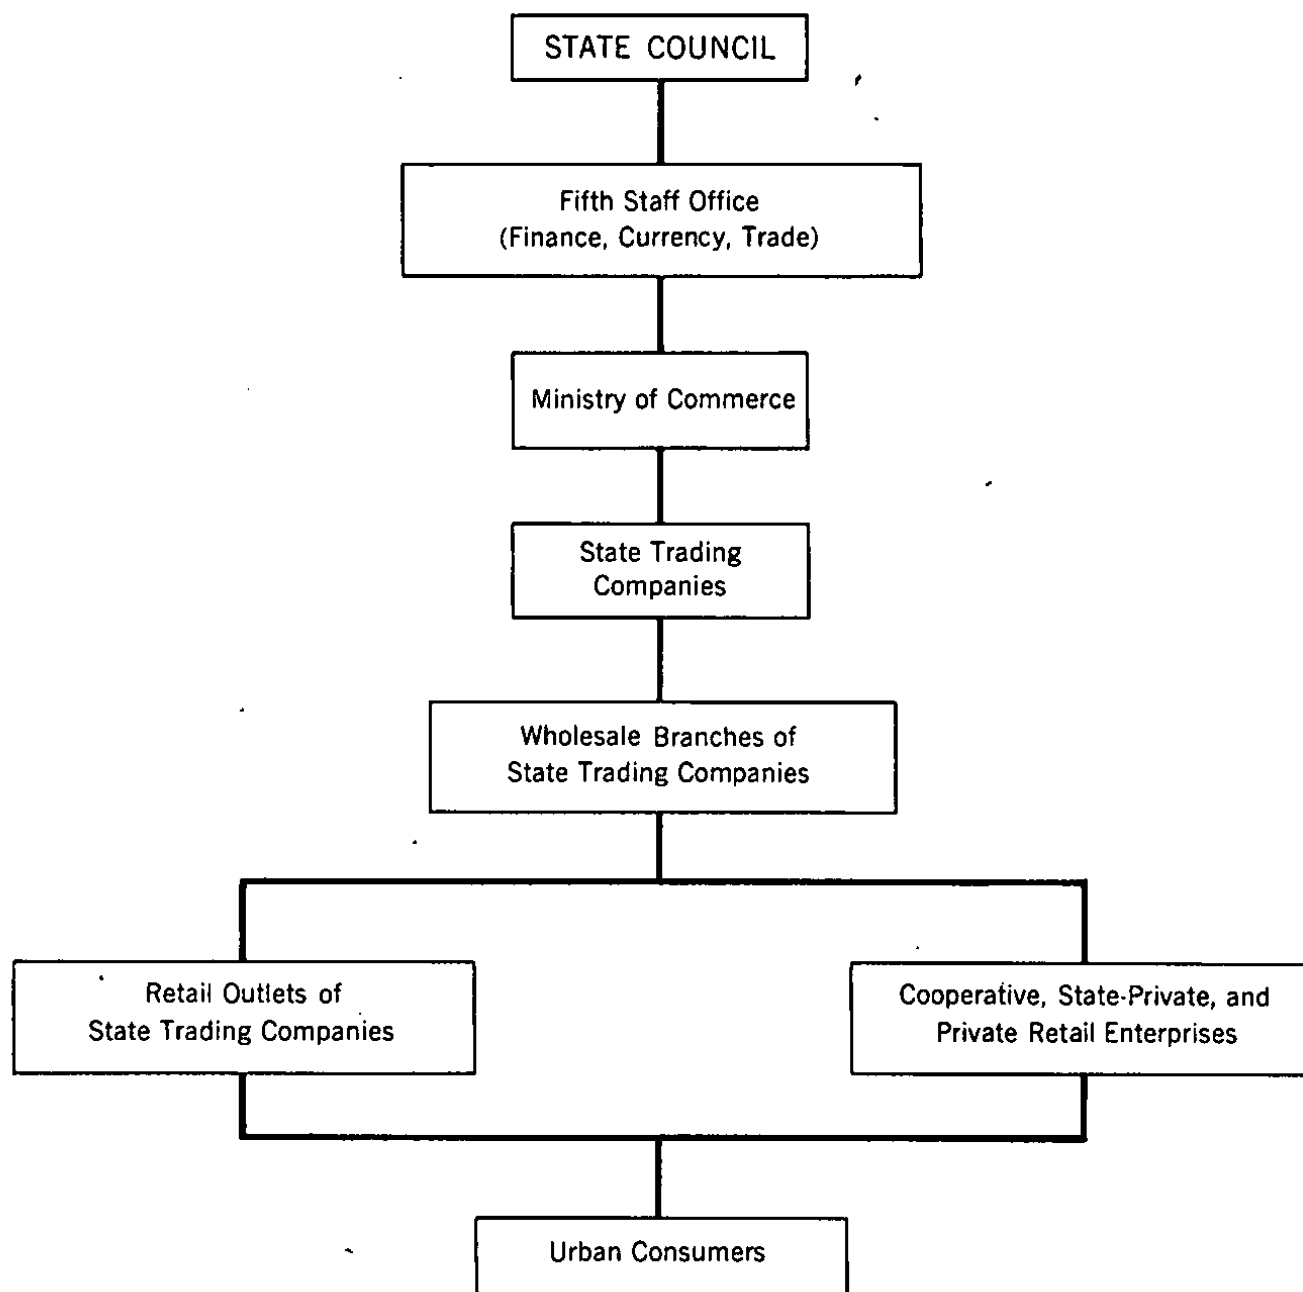 STATE COUNCIL
Fifth Staff Office
(Finance, Currency, Trade)
Ministry of Commerce
State Trading
Companies
Wholesale Branches of
State Trading Companies
Retail Outlets of
State Trading Companies
Cooperative, State-Private, and
Private Retail Enterprises
Urban Consumers